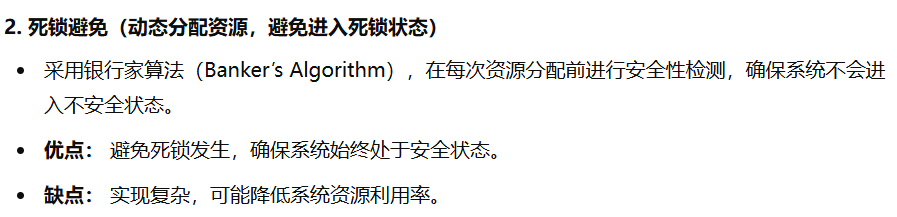 2. 死锁避免（动态分配资源，避免进入死锁状态）
• 采用银行家算法（Banker’s Algorithm），在每次资源分配前进行安全性检测，确保系统不会进
入不安全状态。
• 优点： 避免死锁发生，确保系统始终处于安全状态。
• 缺点： 实现复杂，可能降低系统资源利用率。